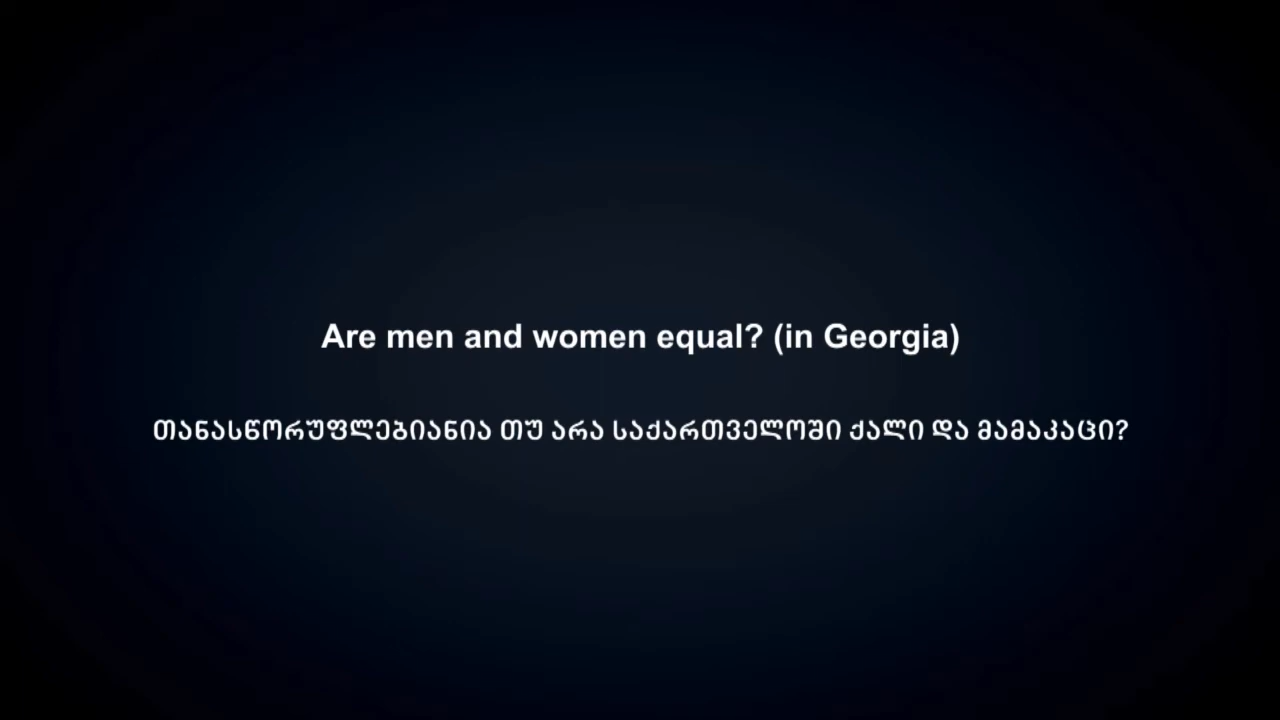 Are men and women equal? (in Georgia)
თანასწორუფლებიანია თუ არა საქართველოში ქალი და მამაკაცი?